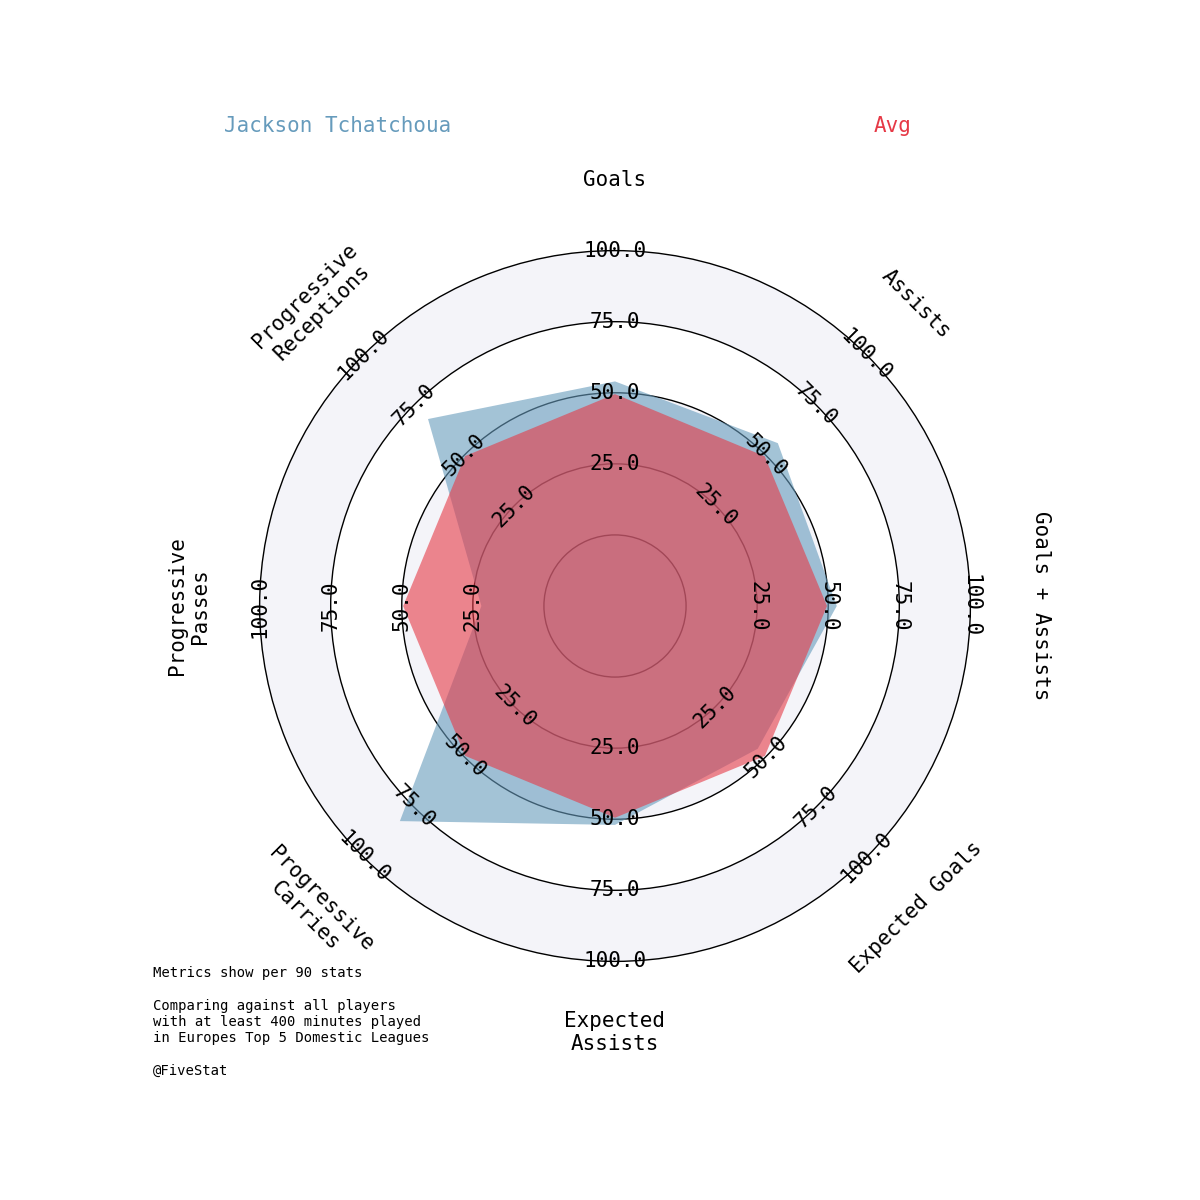 Jackson Tchatchoua
Avg
Goals
Assists
Goals + Assists
Expected Goals
Expected
Assists
Progressive
Carries
Progressive
Passes
Progressive
Receptions
25.0
50.0
75.0
100.0
25.0
50.0
75.0
100.0
25.0
50.0
75.0
100.0
25.0
50.0
75.0
100.0
25.0
50.0
75.0
100.0
25.0
50.0
75.0
100.0
25.0
50.0
75.0
100.0
25.0
50.0
75.0
100.0
Metrics show per 90 stats
Comparing against all players
with at least 400 minutes played
in Europes Top 5 Domestic Leagues
@FiveStat